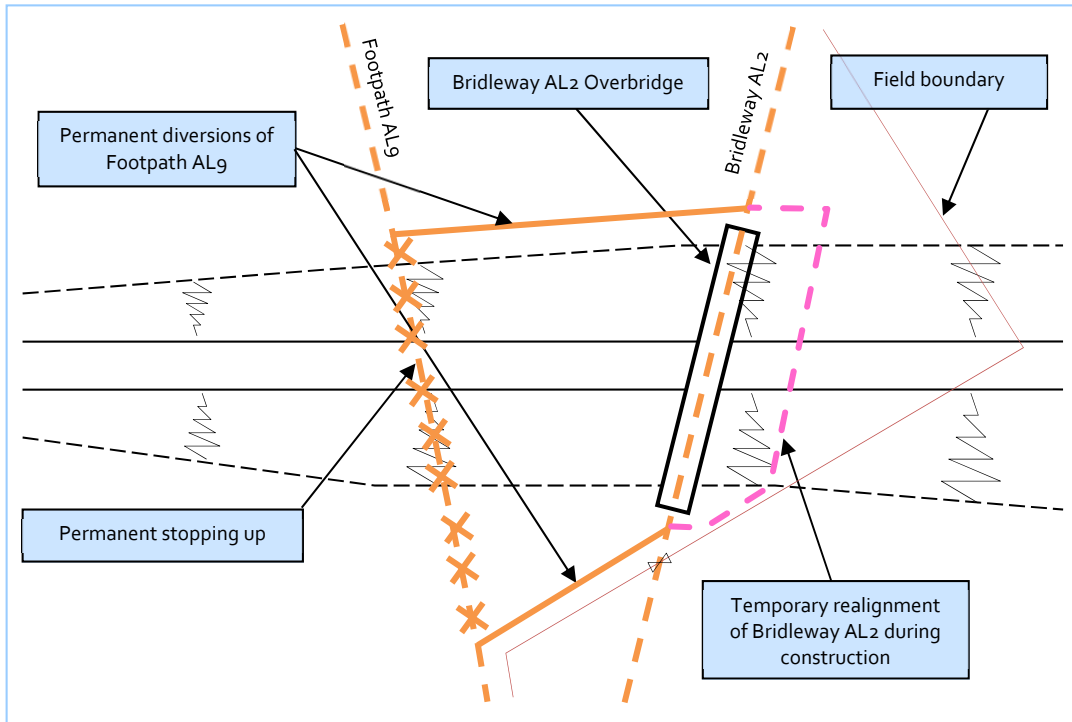 Footpath AL9
Bridleway AL2 Overbridge
Bridleway AL2
Field boundary
Permanent diversions of
Footpath AL9
Permanent stopping up
Temporary realignment
of Bridleway AL2 during
construction